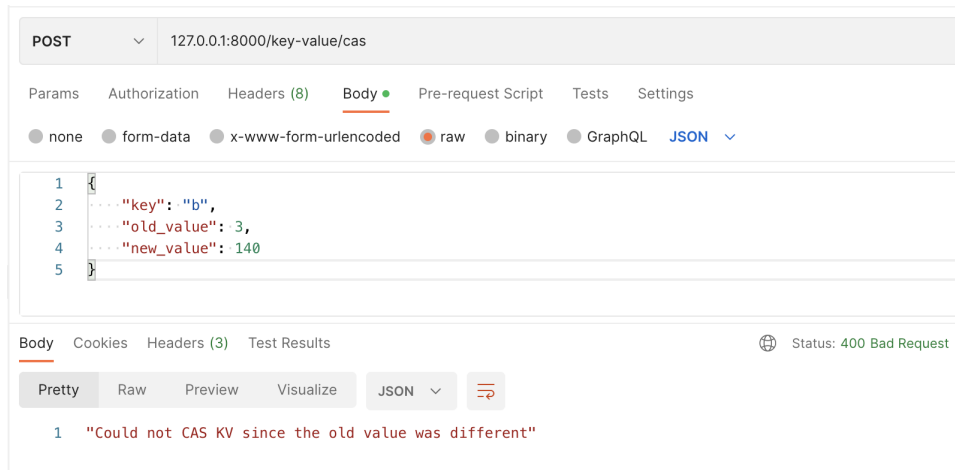 POST 127.0.0.1:8000/key-value/cas
Params Authorization Headers (8) Body Pre-request Script Tests Settings
none form-data x-www-form-urlencoded raw binary GraphQL JSON
1 {
2 "key": "b",
3 "old_value": 3,
4 "new_value": 140
5 }
Body Cookies Headers (3) Test Results Status: 400 Bad Request
Pretty Raw Preview Visualize JSON
1 "Could not CAS KV since the old value was different"